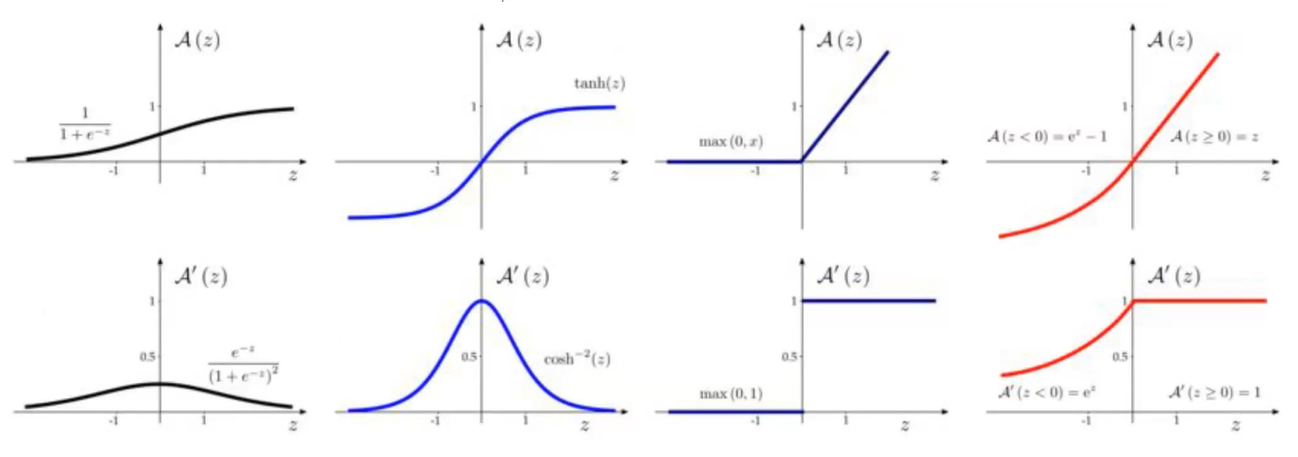 A(z)
1
1/(1 + e^{-z})
-1 1 z
A(z)
tanh(z)
1
-1 1 z
A(z)
1
max(0, x)
-1 1 z
A(z)
1
A(z < 0) = e^z − 1
A(z ≥ 0) = z
-1 1 z
A′(z)
1
0.5
e^{-z}/(1 + e^{-z})^2
-1 1 z
A′(z)
1
0.5
cosh^{-2}(z)
-1 1 z
A′(z)
1
0.5
max(0, 1)
-1 1 z
A′(z)
1
0.5
A′(z < 0) = e^z
A′(z ≥ 0) = 1
-1 1 z